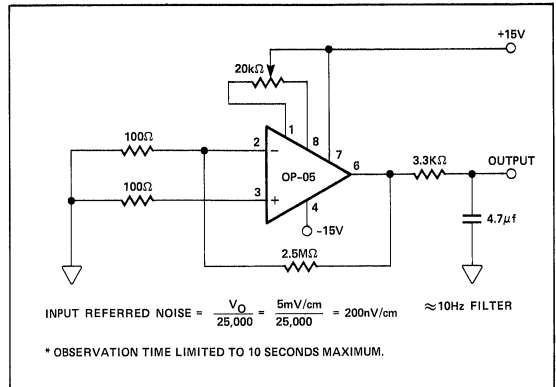 +15V
20kΩ
1
8
100Ω
2
−
7
3.3KΩ
OUTPUT
OP-05
6
100Ω
3
+
4
4.7μf
-15V
2.5MΩ
INPUT REFERRED NOISE = V_O / 25,000 = 5mV/cm / 25,000 = 200nV/cm
≈10Hz FILTER
* OBSERVATION TIME LIMITED TO 10 SECONDS MAXIMUM.